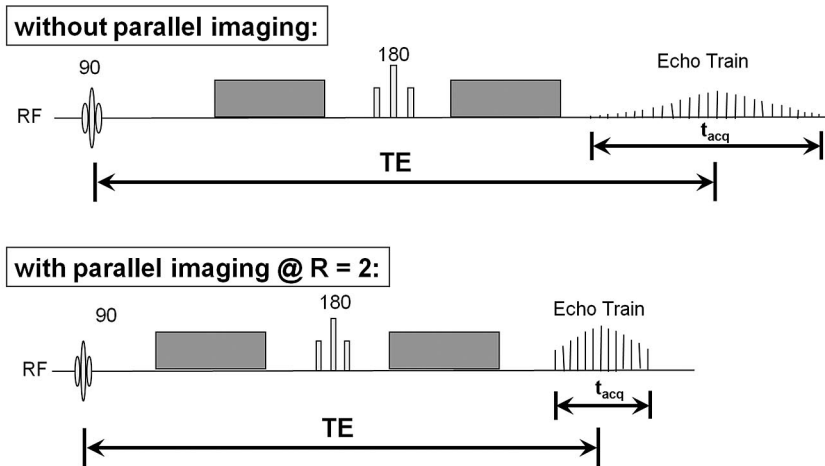 without parallel imaging:
90
180
Echo Train
RF
tacq
TE
with parallel imaging @ R = 2:
90
180
Echo Train
RF
tacq
TE